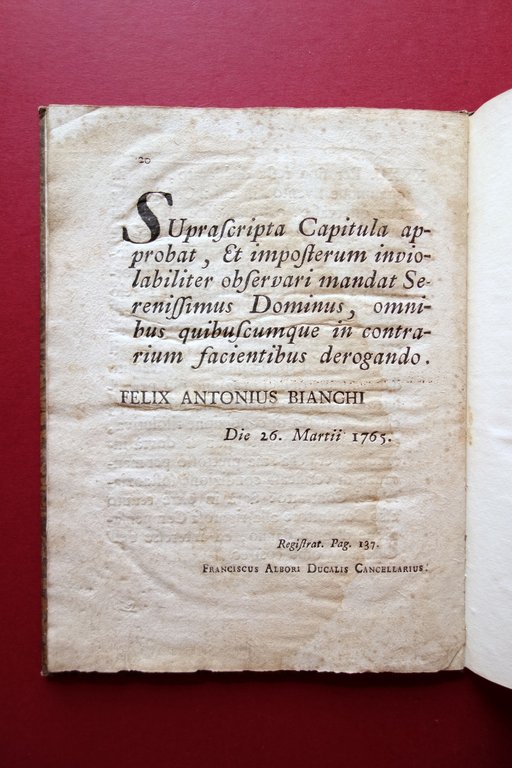 20
SUpraſcripta Capitula ap-
probat, Et impoſterum invio-
labiliter obſervari mandat Se-
reniſſimus Dominus, omni-
bus quibuſcumque in contra-
rium facientibus derogando.
FELIX ANTONIUS BIANCHI
Die 26. Martii 1765.
Regiſtrat. Pag. 137.
FRANCISCUS ALBORI DUCALIS CANCELLARIUS.